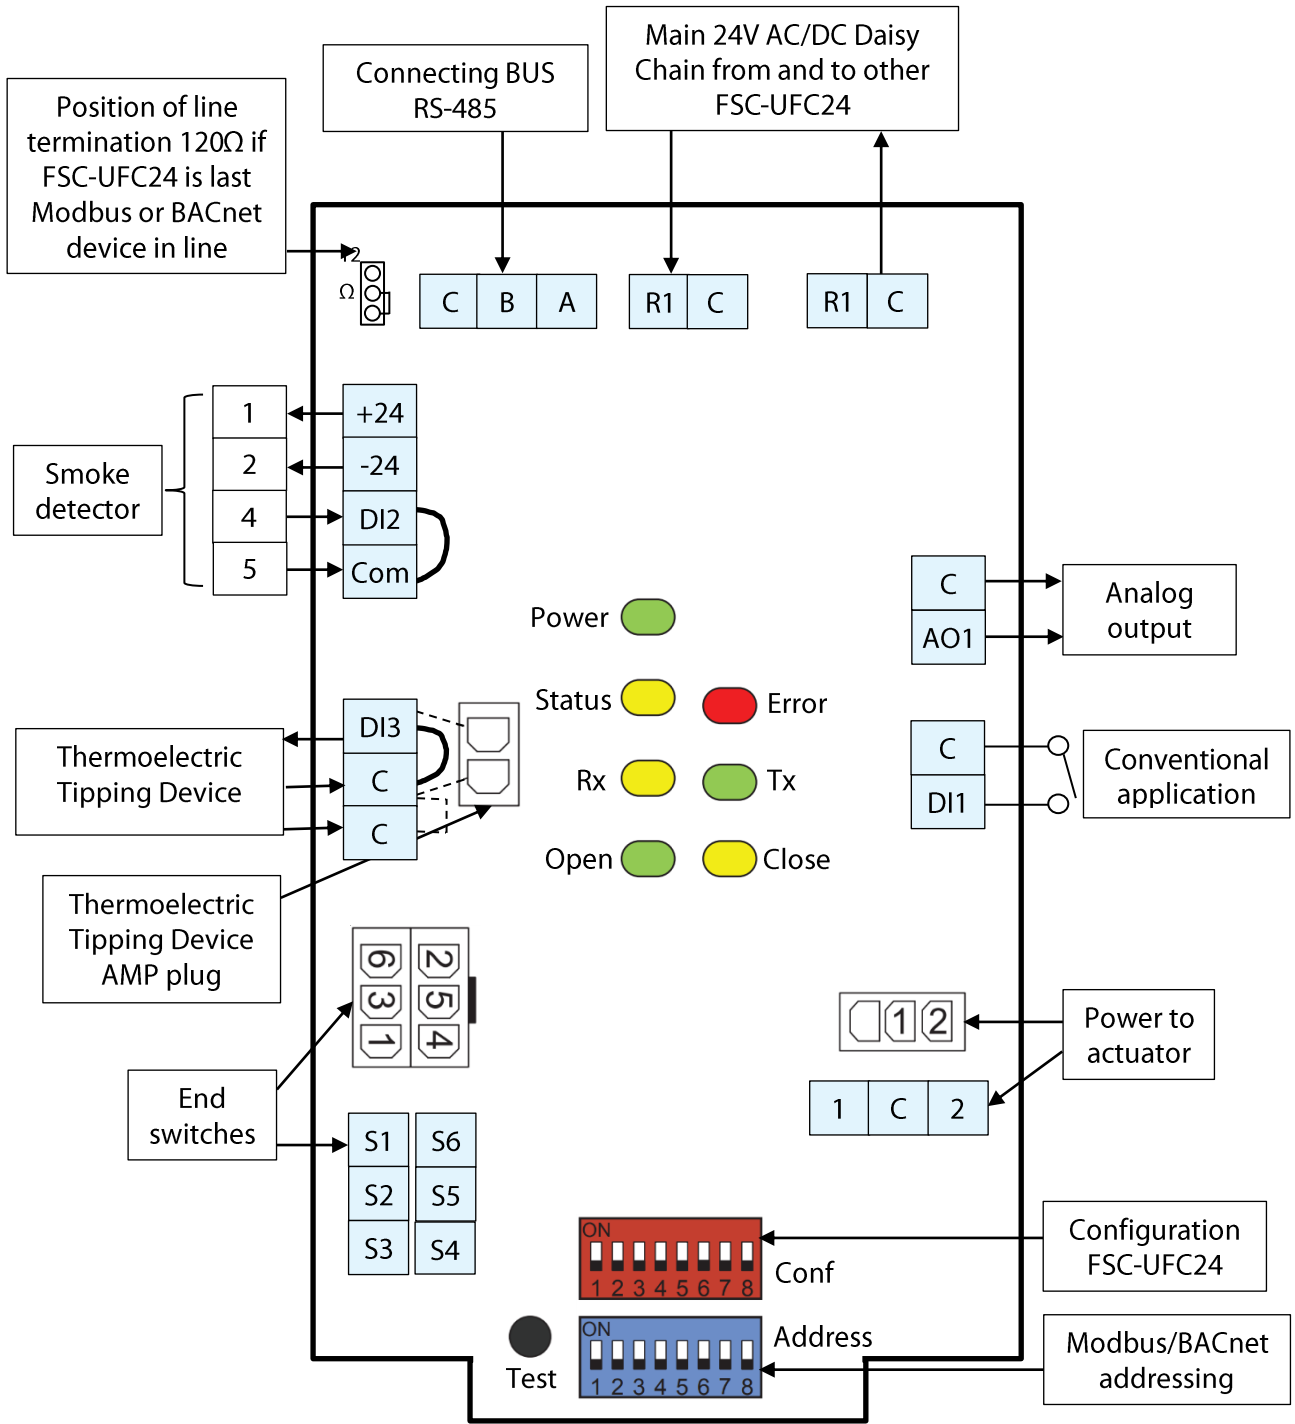 Main 24V AC/DC Daisy
Chain from and to other
FSC-UFC24
Connecting BUS
RS-485
Position of line
termination 120Ω if
FSC-UFC24 is last
Modbus or BACnet
device in line
12
Ω
C B A
R1 C
R1 C
Smoke
detector
1 +24
2 -24
4 DI2
5 Com
Power
Status
Error
Rx
Tx
Open
Close
C
AO1
Analog
output
Thermoelectric
Tipping Device
DI3
C
C
C
DI1
Conventional
application
Thermoelectric
Tipping Device
AMP plug
6 2
3 5
1 4
End
switches
S1 S6
S2 S5
S3 S4
1 2
1 C 2
Power to
actuator
ON
1 2 3 4 5 6 7 8
Conf
Configuration
FSC-UFC24
Test
ON
1 2 3 4 5 6 7 8
Address
Modbus/BACnet
addressing